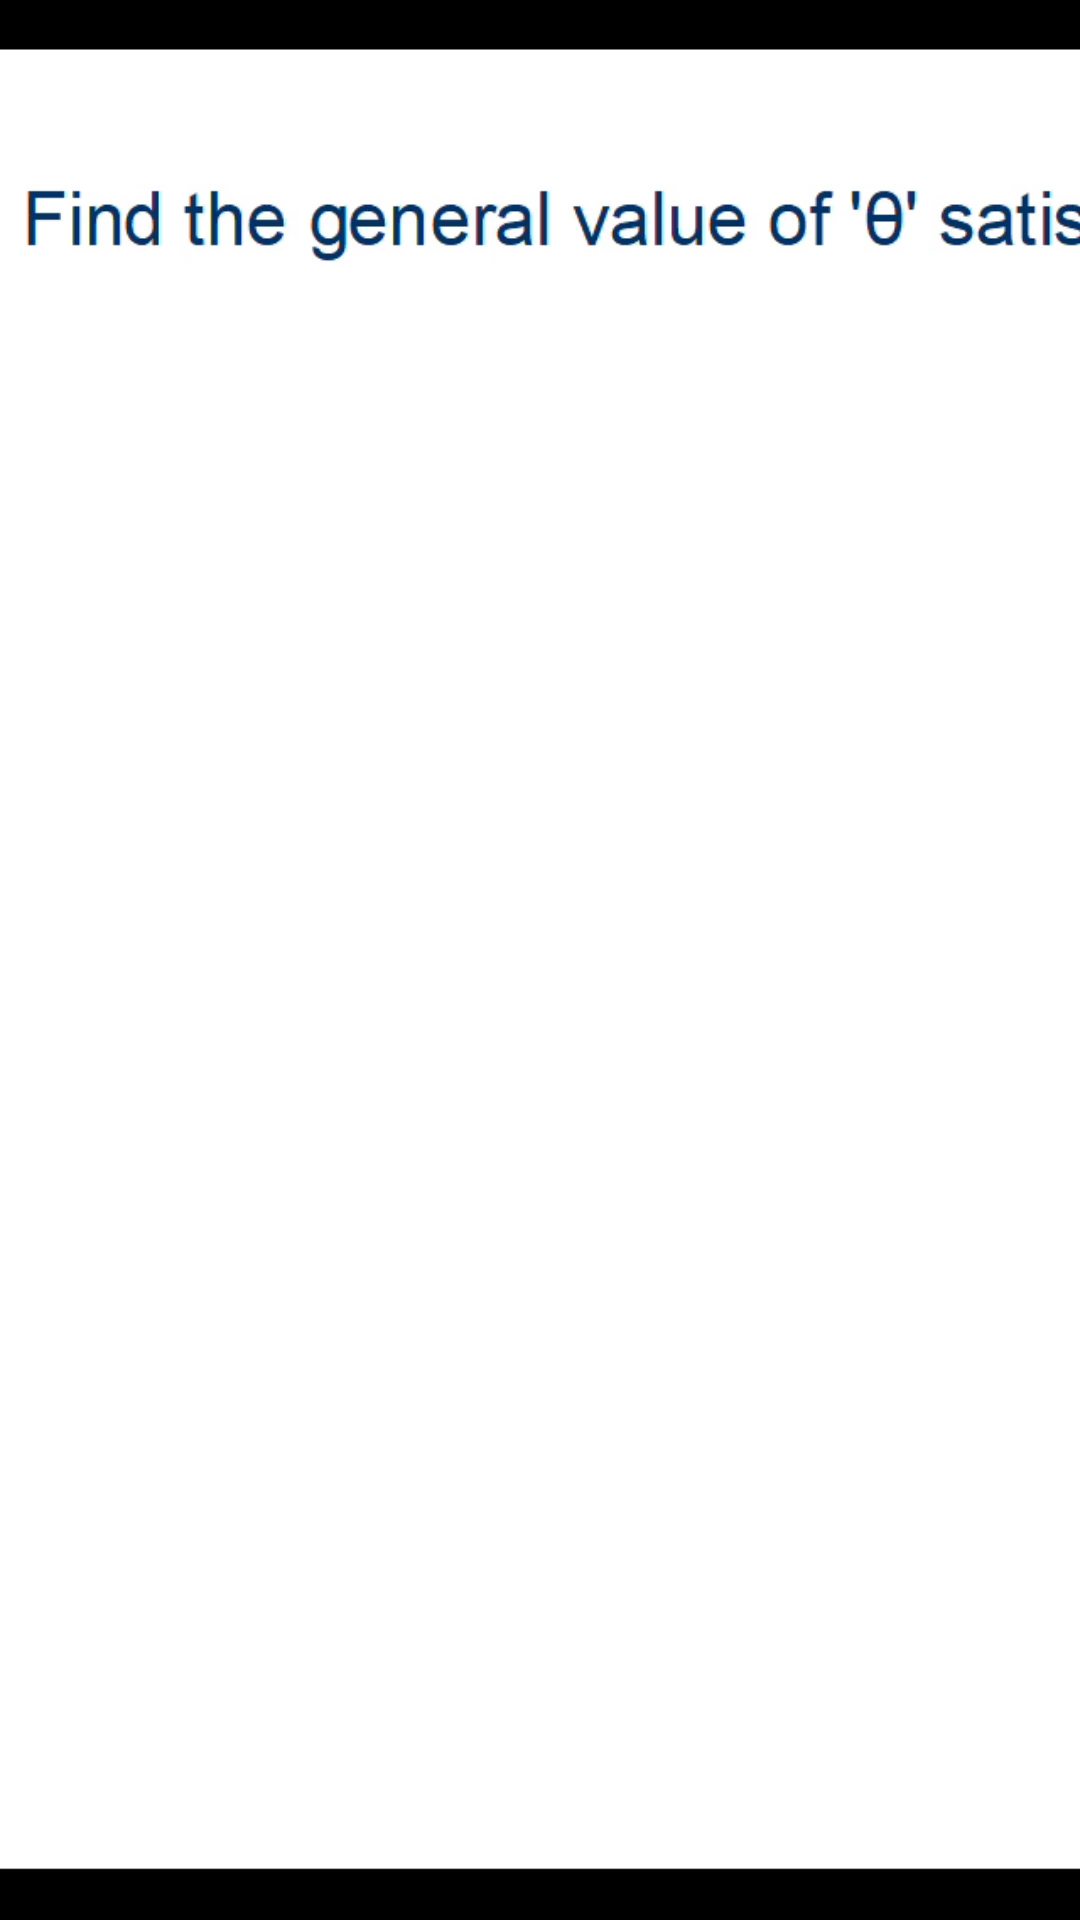 Find the general value of 'θ' satis